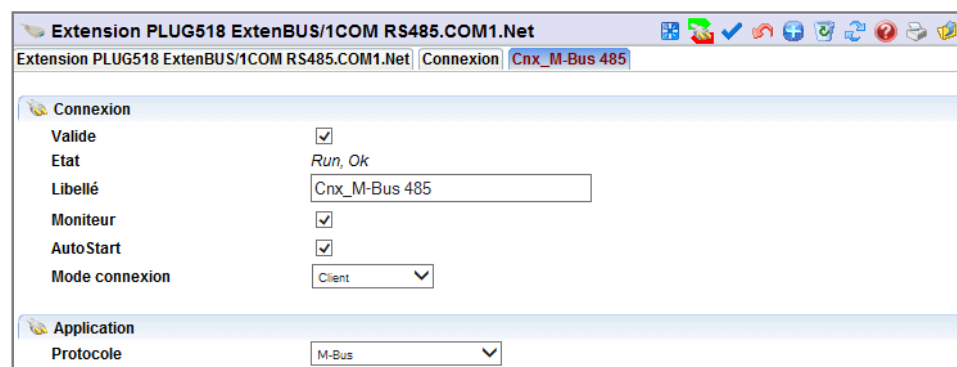 Extension PLUG518 ExtenBUS/1COM RS485.COM1.Net
Extension PLUG518 ExtenBUS/1COM RS485.COM1.Net Connexion Cnx_M-Bus 485
Connexion
Valide
Etat Run, Ok
Libellé Cnx_M-Bus 485
Moniteur
AutoStart
Mode connexion Client
Application
Protocole M-Bus